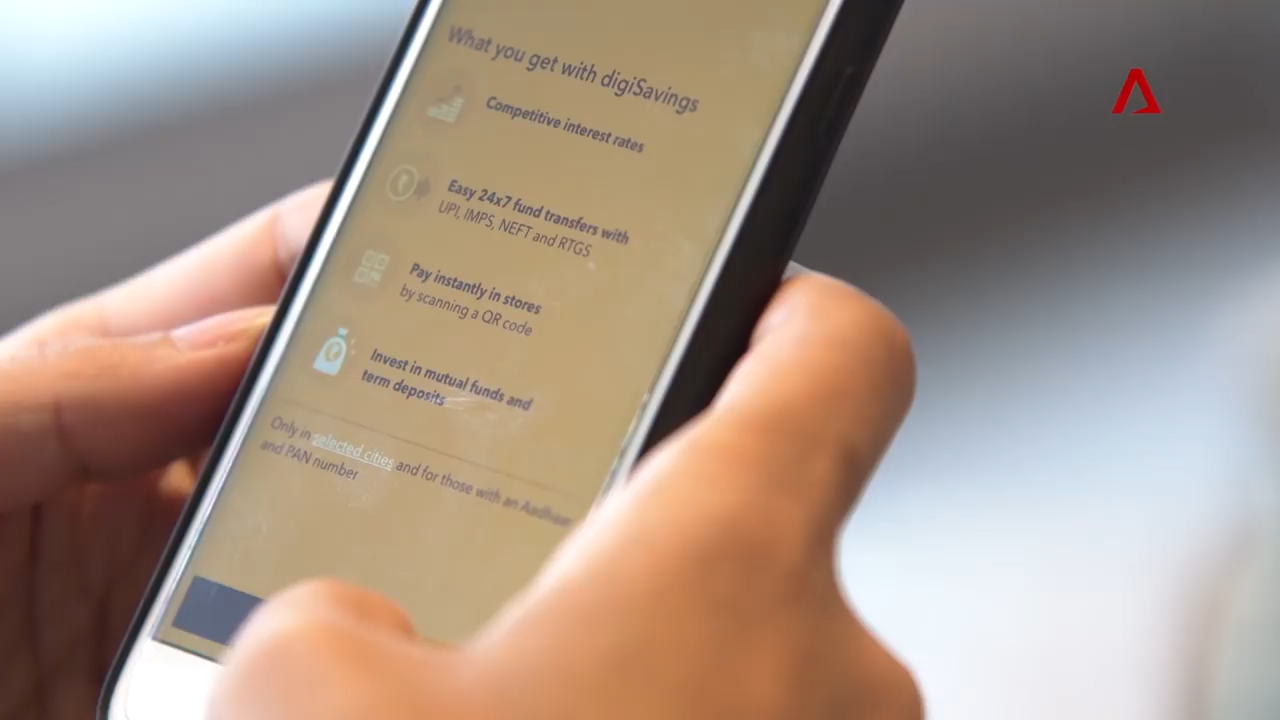 What you get with digiSavings
Competitive interest rates
Easy 24x7 fund transfers with
UPI, IMPS, NEFT and RTGS
Pay instantly in stores
by scanning a QR code
Invest in mutual funds and
term deposits
Only in selected cities and for those with an Aadhaar
and PAN number